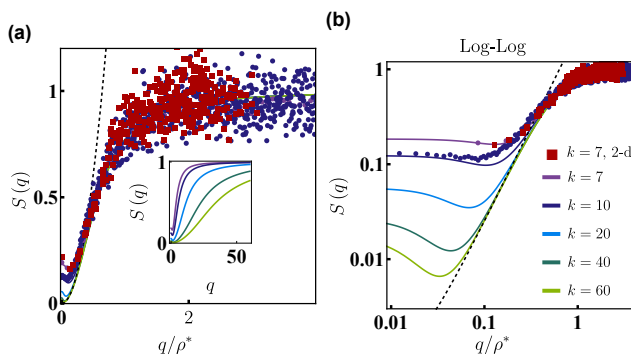 (a)
1
0.5
0
S(q)
0
2
q/ρ*
1
0
S(q)
0
60
q
(b)
Log-Log
1
0.1
0.01
S(q)
0.01
0.1
1
q/ρ*
k = 7, 2-d
k = 7
k = 10
k = 20
k = 40
k = 60